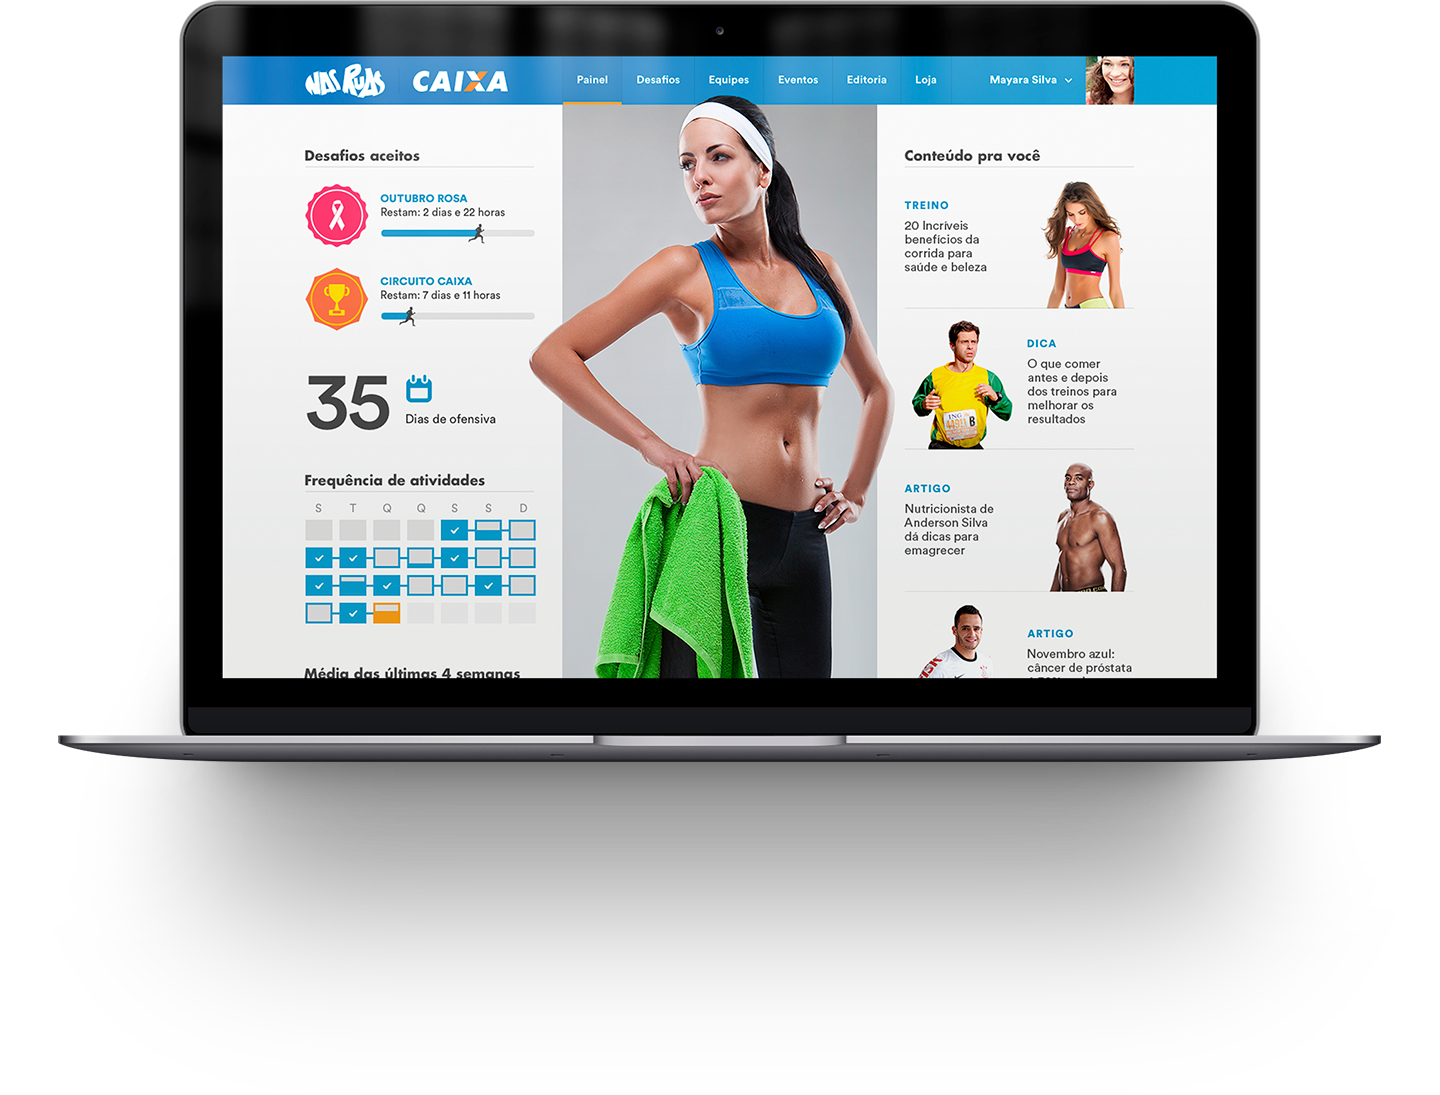 NAS RUAS
CAIXA
Painel
Desafios
Equipes
Eventos
Editoria
Loja
Mayara Silva
Desafios aceitos
OUTUBRO ROSA
Restam: 2 dias e 22 horas
CIRCUITO CAIXA
Restam: 7 dias e 11 horas
35
Dias de ofensiva
Frequência de atividades
S T Q Q S S D
Média das últimas 4 semanas
Conteúdo pra você
TREINO
20 Incríveis
benefícios da
corrida para
saúde e beleza
DICA
O que comer
antes e depois
dos treinos para
melhorar os
resultados
ING
B
ARTIGO
Nutricionista de
Anderson Silva
dá dicas para
emagrecer
ARTIGO
Novembro azul:
câncer de próstata